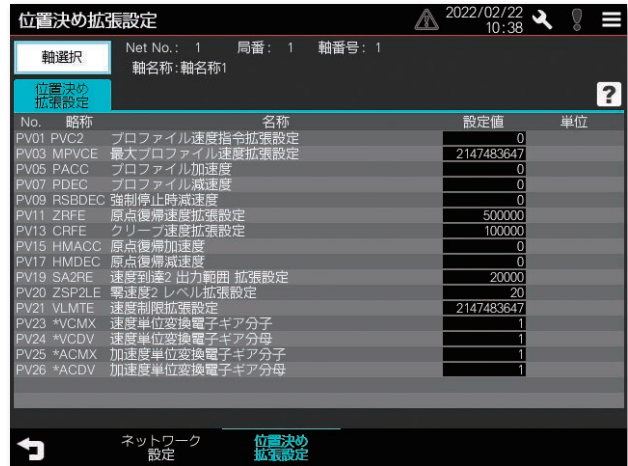 位置決め拡張設定
2022/02/22
10:38
軸選択
Net No.: 1 局番: 1 軸番号: 1
軸名称:軸名称1
位置決め
拡張設定
?
No. 略称 名称 設定値 単位
PV01 PVC2 プロファイル速度指令拡張設定 0
PV03 MPVCE 最大プロファイル速度拡張設定 2147483647
PV05 PACC プロファイル加速度 0
PV07 PDEC プロファイル減速度 0
PV09 RSBDEC 強制停止時減速度 0
PV11 ZRFE 原点復帰速度拡張設定 500000
PV13 CRFE クリープ速度拡張設定 100000
PV15 HMACC 原点復帰加速度 0
PV17 HMDEC 原点復帰減速度 0
PV19 SA2RE 速度到達2 出力範囲 拡張設定 20000
PV20 ZSP2LE 零速度2 レベル拡張設定 20
PV21 VLMTE 速度制限拡張設定 2147483647
PV23 *VCMX 速度単位変換電子ギア分子 1
PV24 *VCDV 速度単位変換電子ギア分母 1
PV25 *ACMX 加速度単位変換電子ギア分子 1
PV26 *ACDV 加速度単位変換電子ギア分母 1
ネットワーク
設定
位置決め
拡張設定